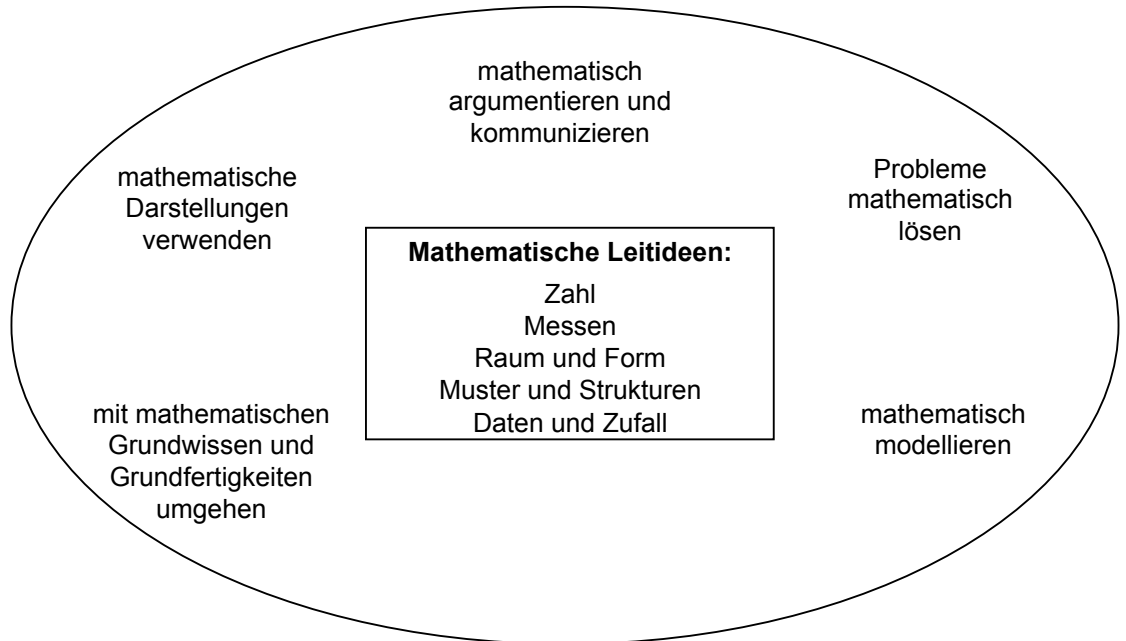 mathematisch
argumentieren und
kommunizieren
mathematische
Darstellungen
verwenden
Probleme
mathematisch
lösen
Mathematische Leitideen:
Zahl
Messen
Raum und Form
Muster und Strukturen
Daten und Zufall
mit mathematischen
Grundwissen und
Grundfertigkeiten
umgehen
mathematisch
modellieren